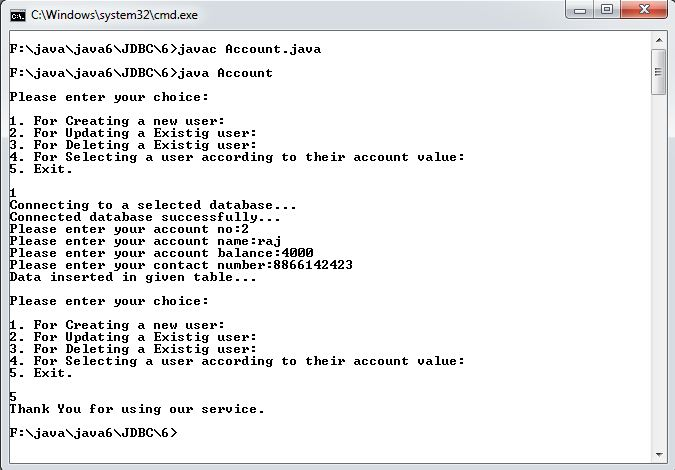 C:\Windows\system32\cmd.exe
F:\java\java6\JDBC\6>javac Account.java
F:\java\java6\JDBC\6>java Account
Please enter your choice:
1. For Creating a new user:
2. For Updating a Existig user:
3. For Deleting a Existig user:
4. For Selecting a user according to their account value:
5. Exit.
1
Connecting to a selected database...
Connected database successfully...
Please enter your account no:2
Please enter your account name:raj
Please enter your account balance:4000
Please enter your contact number:8866142423
Data inserted in given table...
Please enter your choice:
1. For Creating a new user:
2. For Updating a Existig user:
3. For Deleting a Existig user:
4. For Selecting a user according to their account value:
5. Exit.
5
Thank You for using our service.
F:\java\java6\JDBC\6>